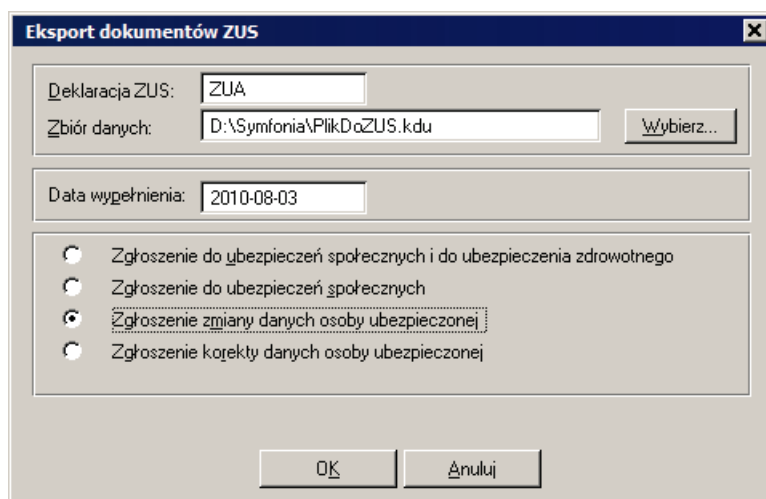 Eksport dokumentów ZUS
Deklaracja ZUS: ZUA
Zbiór danych: D:\Symfonia\PlikDoZUS.kdu Wybierz...
Data wypełnienia: 2010-08-03
Zgłoszenie do ubezpieczeń społecznych i do ubezpieczenia zdrowotnego
Zgłoszenie do ubezpieczeń społecznych
Zgłoszenie zmiany danych osoby ubezpieczonej
Zgłoszenie korekty danych osoby ubezpieczonej
OK Anuluj